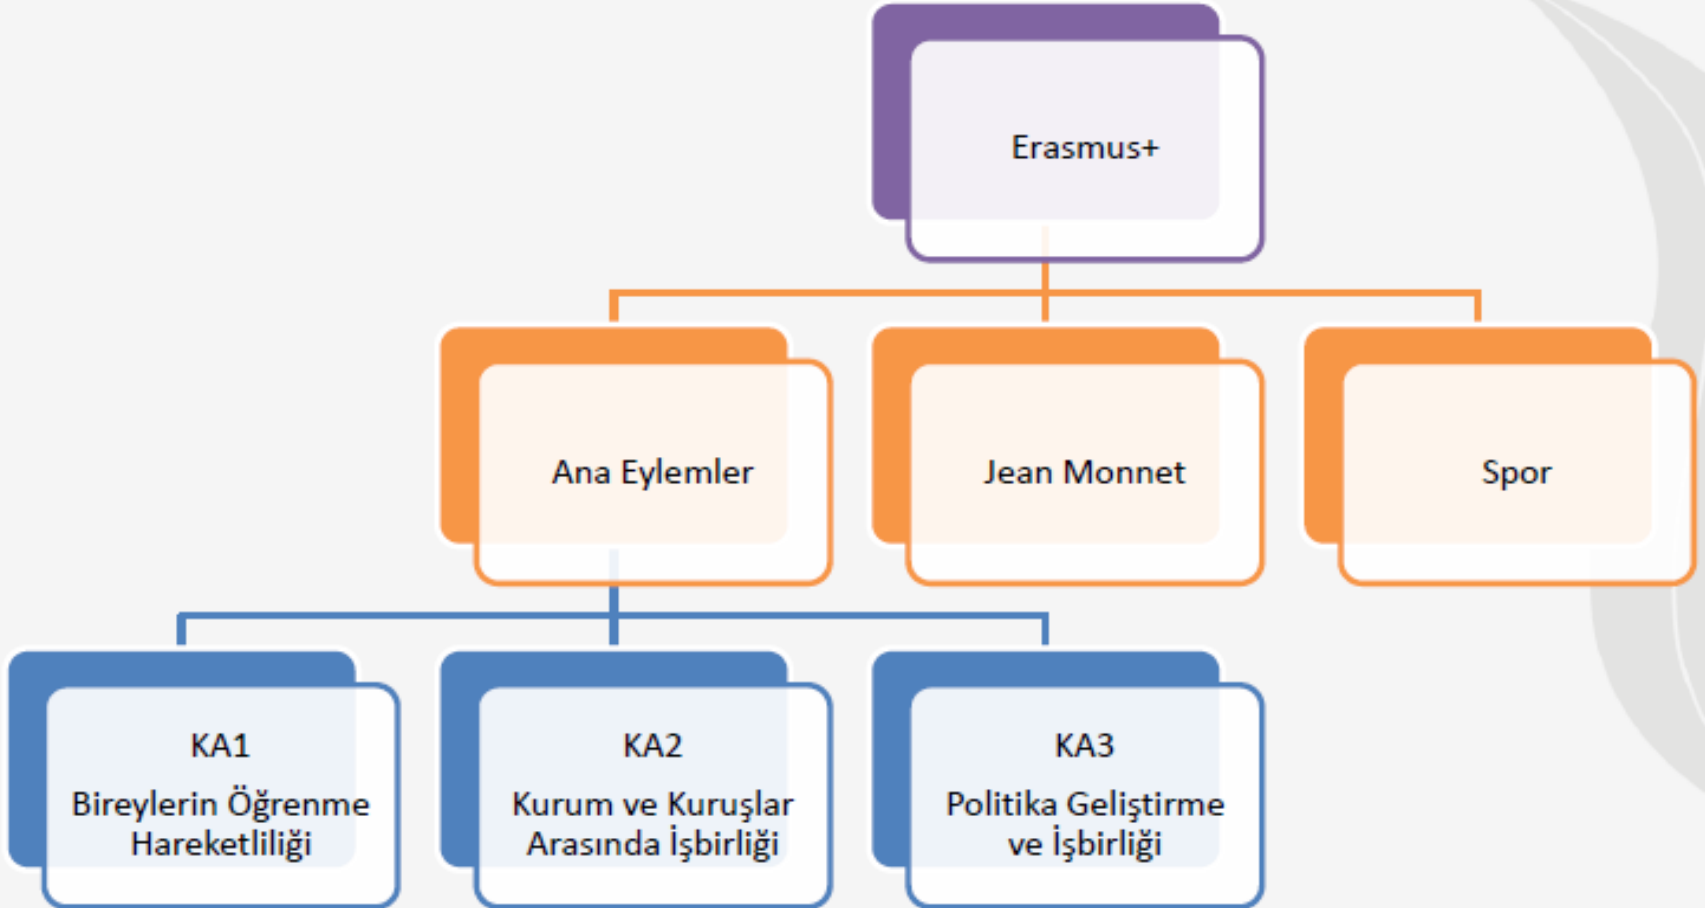 Erasmus+
Ana Eylemler
Jean Monnet
Spor
KA1
Bireylerin Öğrenme
Hareketliliği
KA2
Kurum ve Kuruşlar
Arasında İşbirliği
KA3
Politika Geliştirme
ve İşbirliği